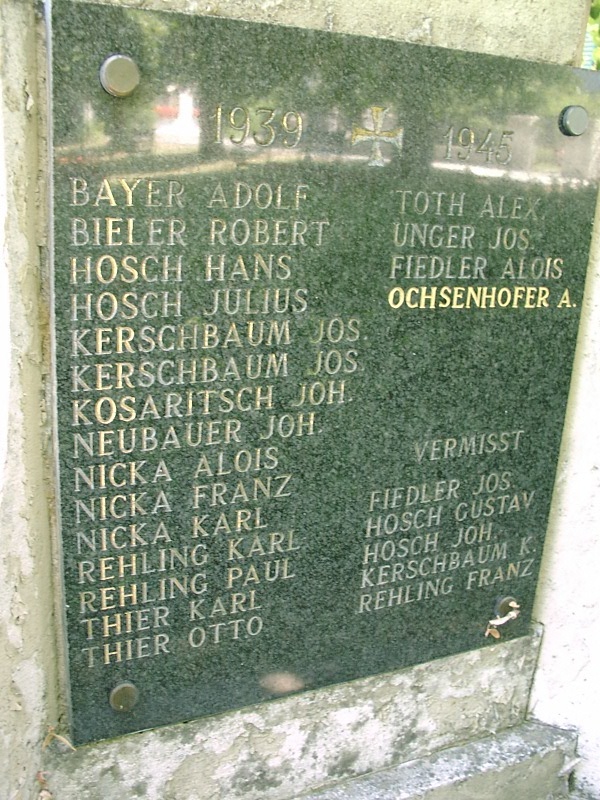 1939 1945
BAYER ADOLF
BIELER ROBERT
HOSCH HANS
HOSCH JULIUS
KERSCHBAUM JOS.
KERSCHBAUM JOS.
KOSARITSCH JOH.
NEUBAUER JOH.
NICKA ALOIS
NICKA FRANZ
NICKA KARL
REHLING KARL
REHLING PAUL
THIER KARL
THIER OTTO
TOTH ALEX.
UNGER JOS.
FIEDLER ALOIS
OCHSENHOFER A.
VERMISST
FIEDLER JOS.
HOSCH GUSTAV
HOSCH JOH.
KERSCHBAUM K.
REHLING FRANZ